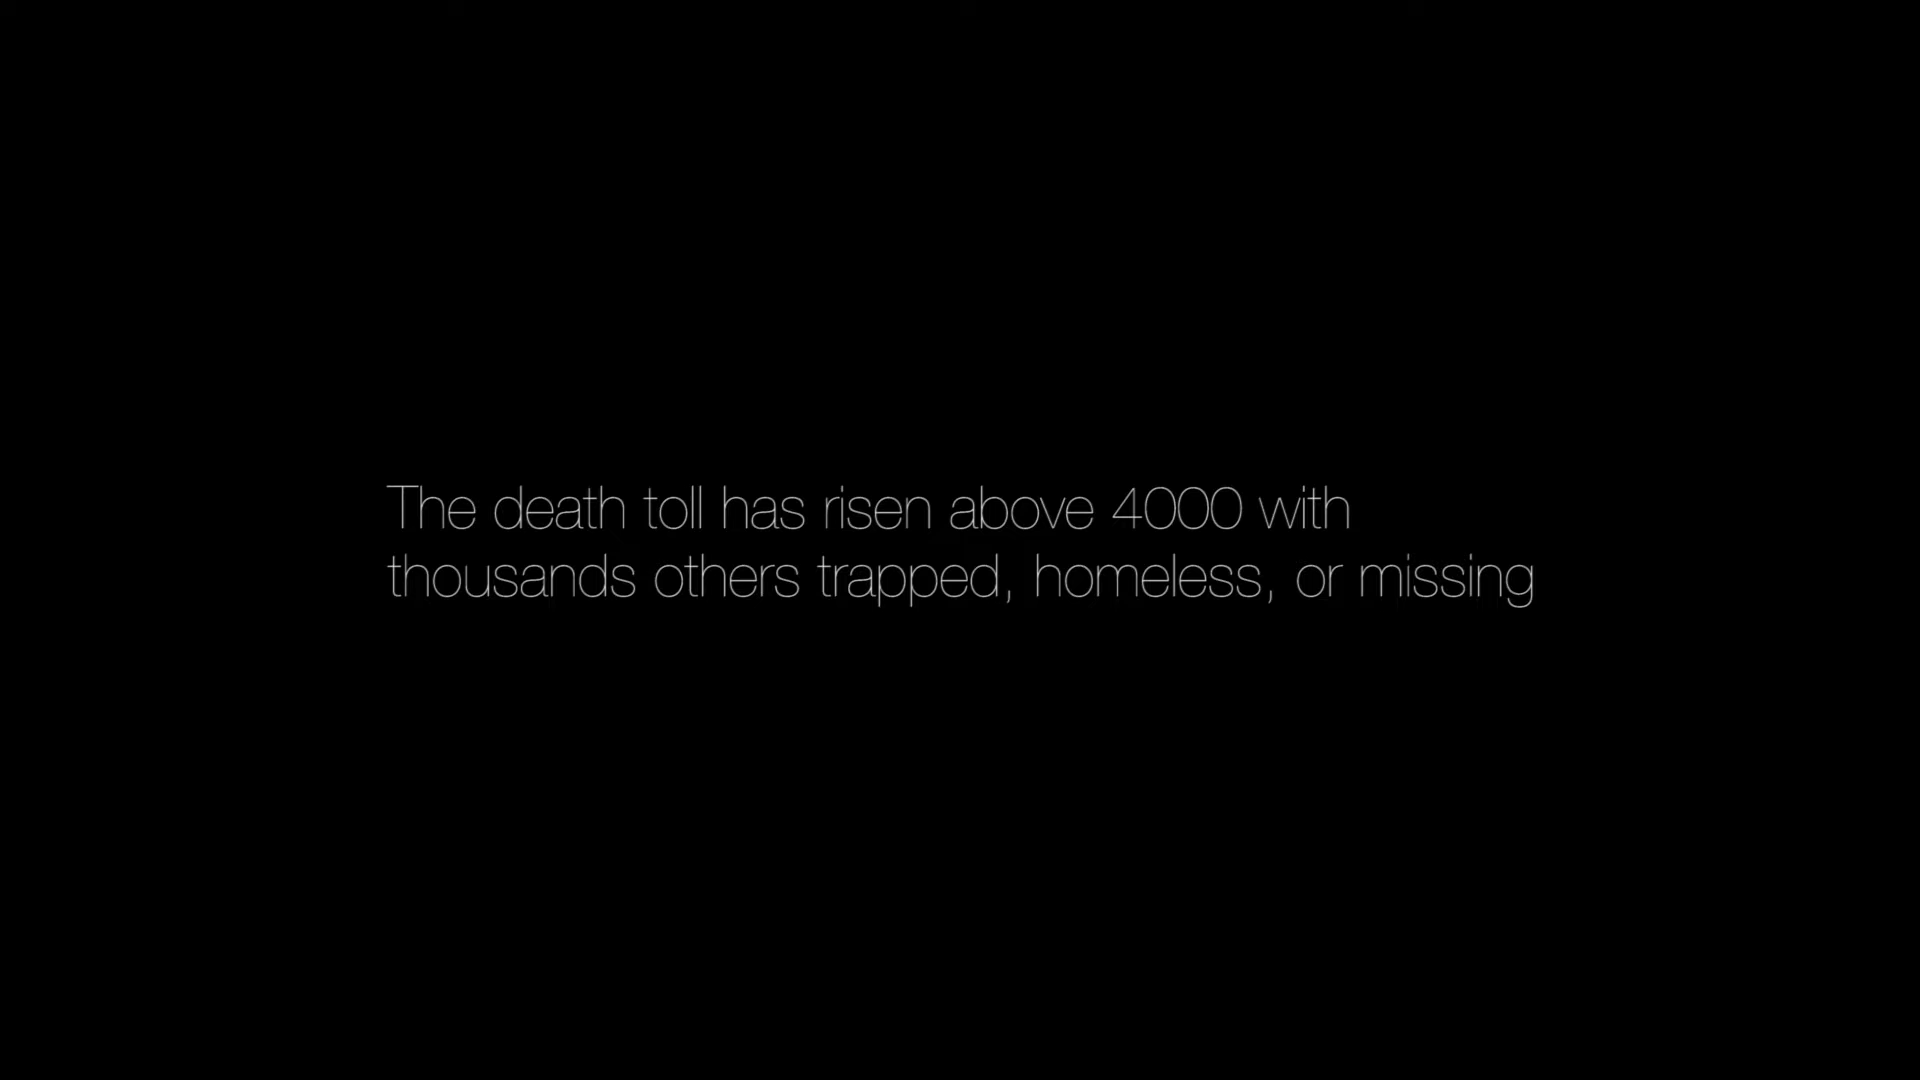 The death toll has risen above 4000 with
thousands others trapped, homeless, or missing